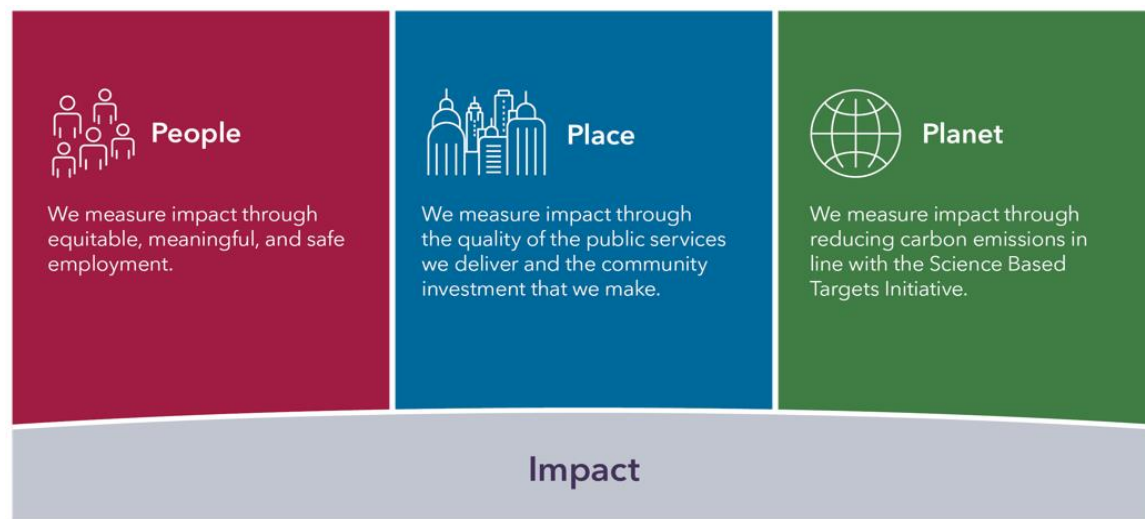 People
We measure impact through
equitable, meaningful, and safe
employment.
Place
We measure impact through
the quality of the public services
we deliver and the community
investment that we make.
Planet
We measure impact through
reducing carbon emissions in
line with the Science Based
Targets Initiative.
Impact